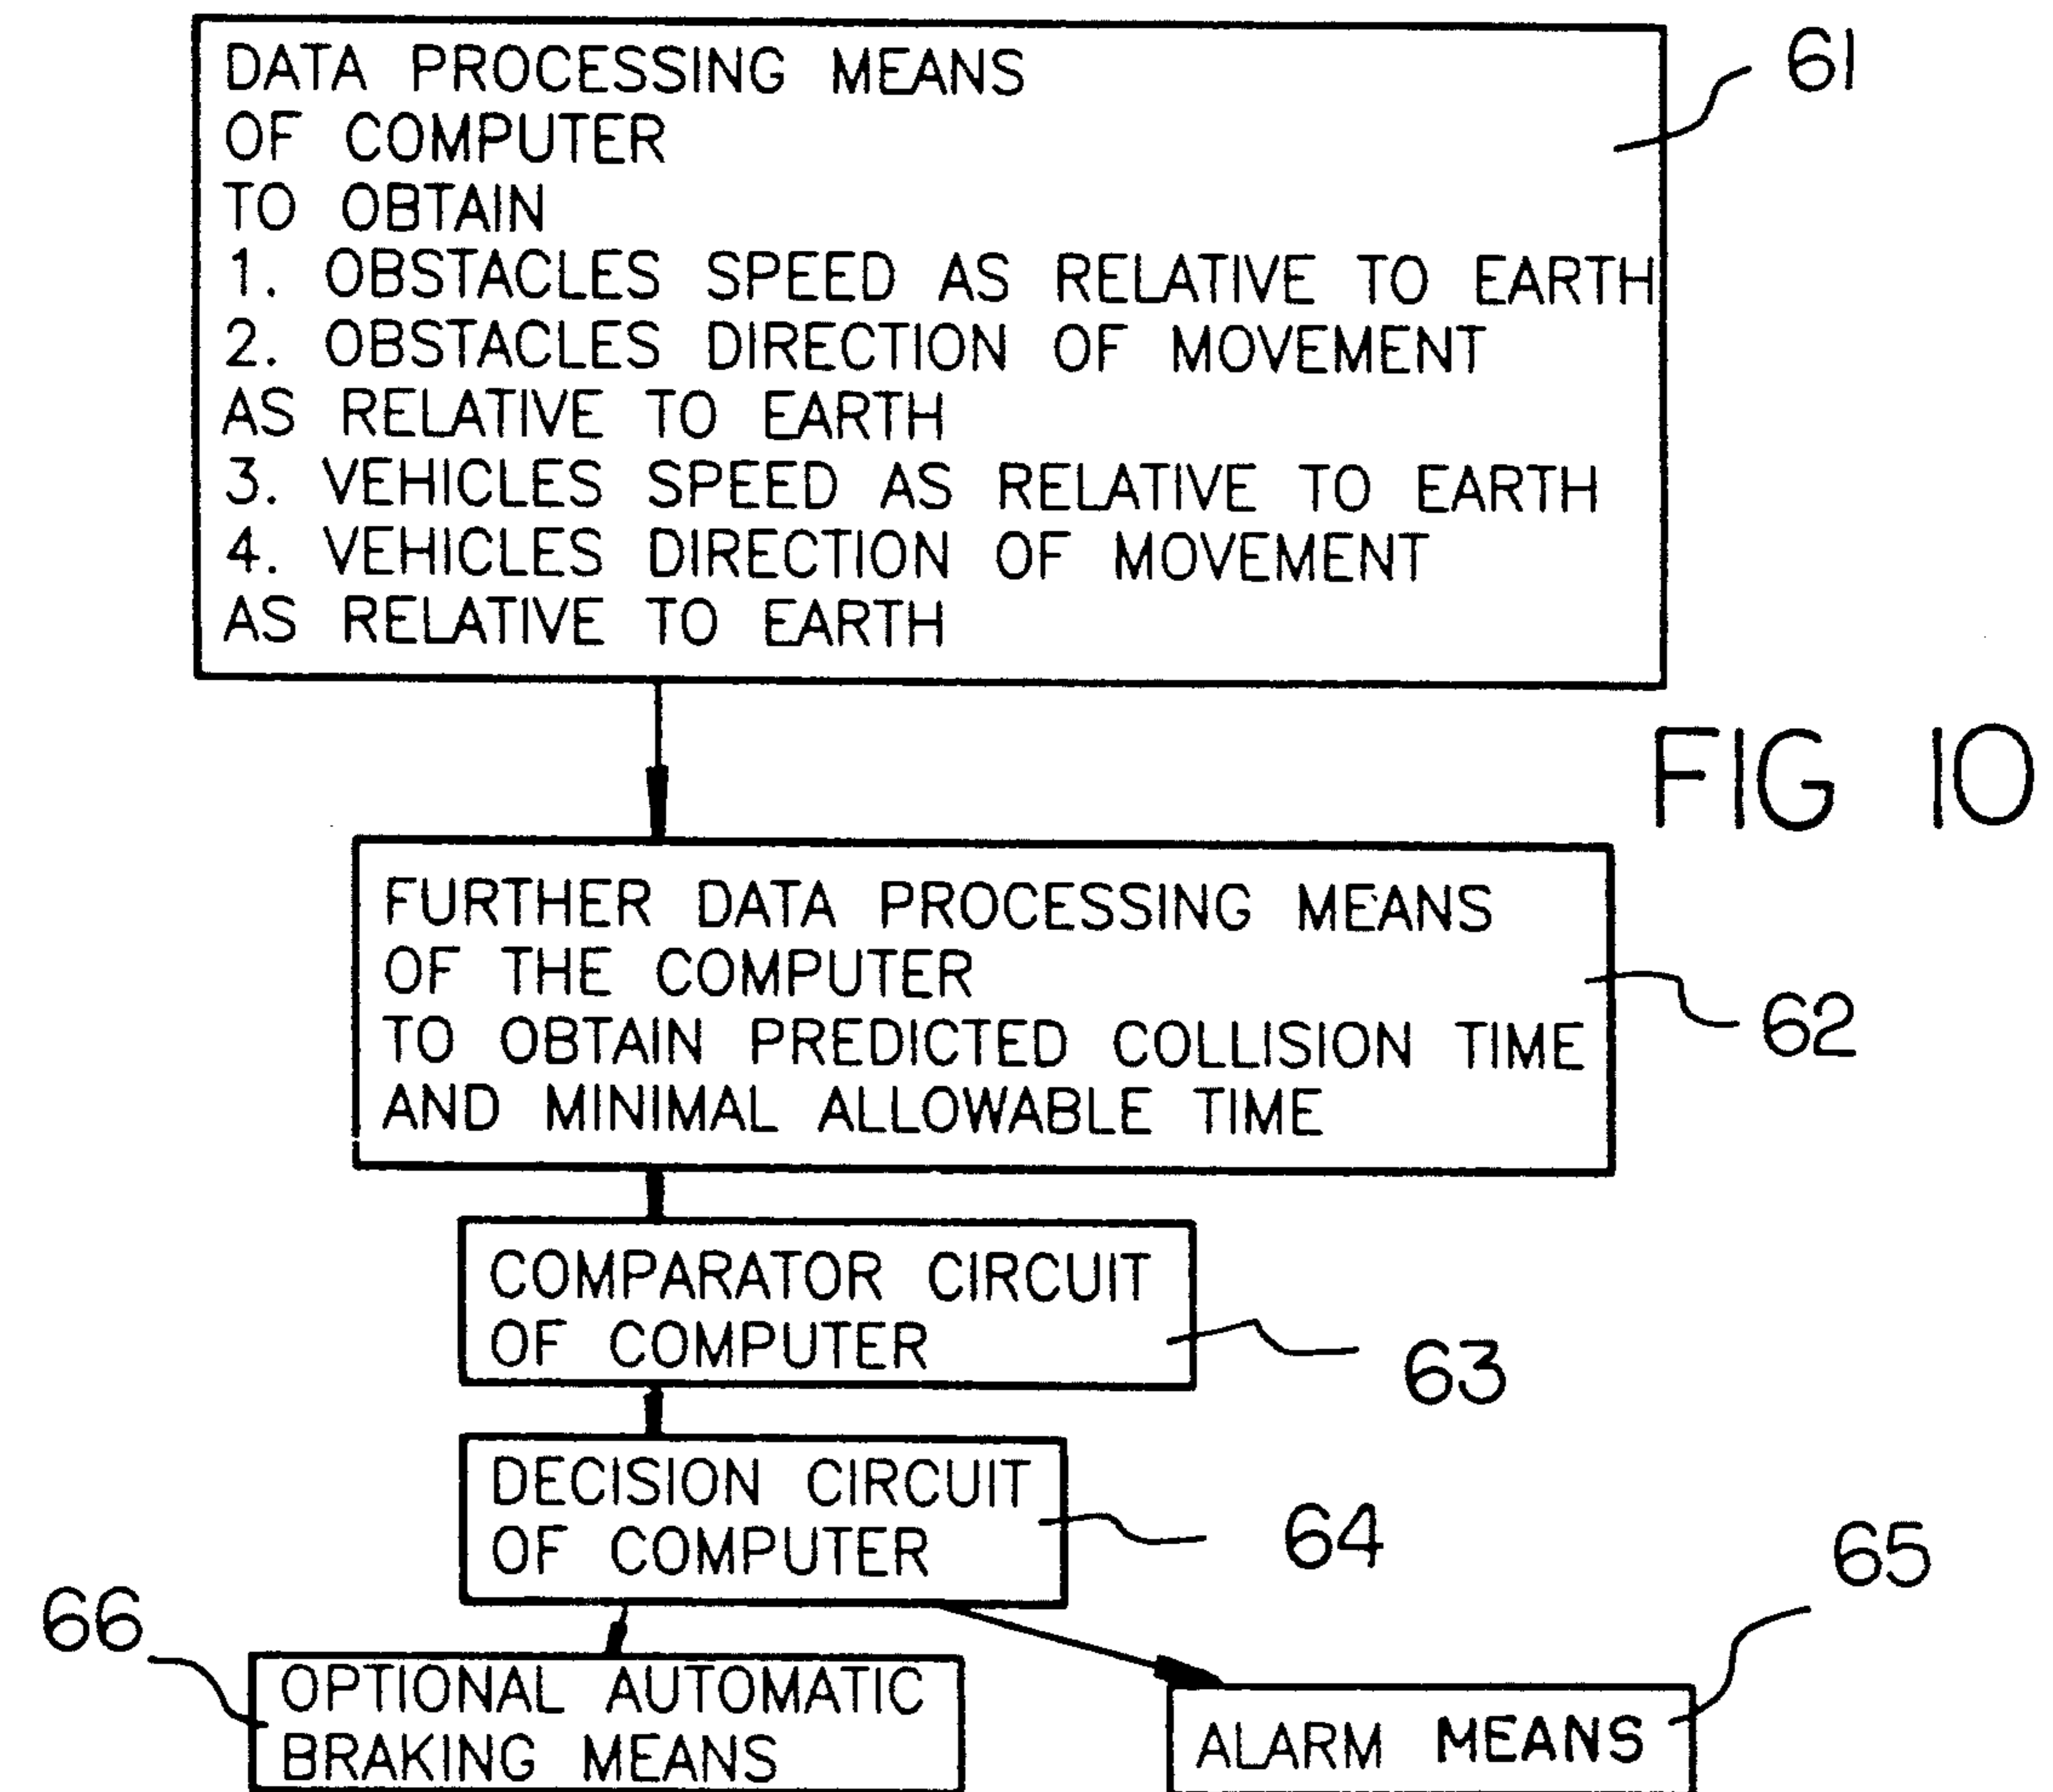 DATA PROCESSING MEANS
OF COMPUTER
TO OBTAIN
1. OBSTACLES SPEED AS RELATIVE TO EARTH
2. OBSTACLES DIRECTION OF MOVEMENT
AS RELATIVE TO EARTH
3. VEHICLES SPEED AS RELATIVE TO EARTH
4. VEHICLES DIRECTION OF MOVEMENT
AS RELATIVE TO EARTH
61
FIG 10
FURTHER DATA PROCESSING MEANS
OF THE COMPUTER
TO OBTAIN PREDICTED COLLISION TIME
AND MINIMAL ALLOWABLE TIME
62
COMPARATOR CIRCUIT
OF COMPUTER
63
DECISION CIRCUIT
OF COMPUTER
64
65
66
OPTIONAL AUTOMATIC
BRAKING MEANS
ALARM MEANS